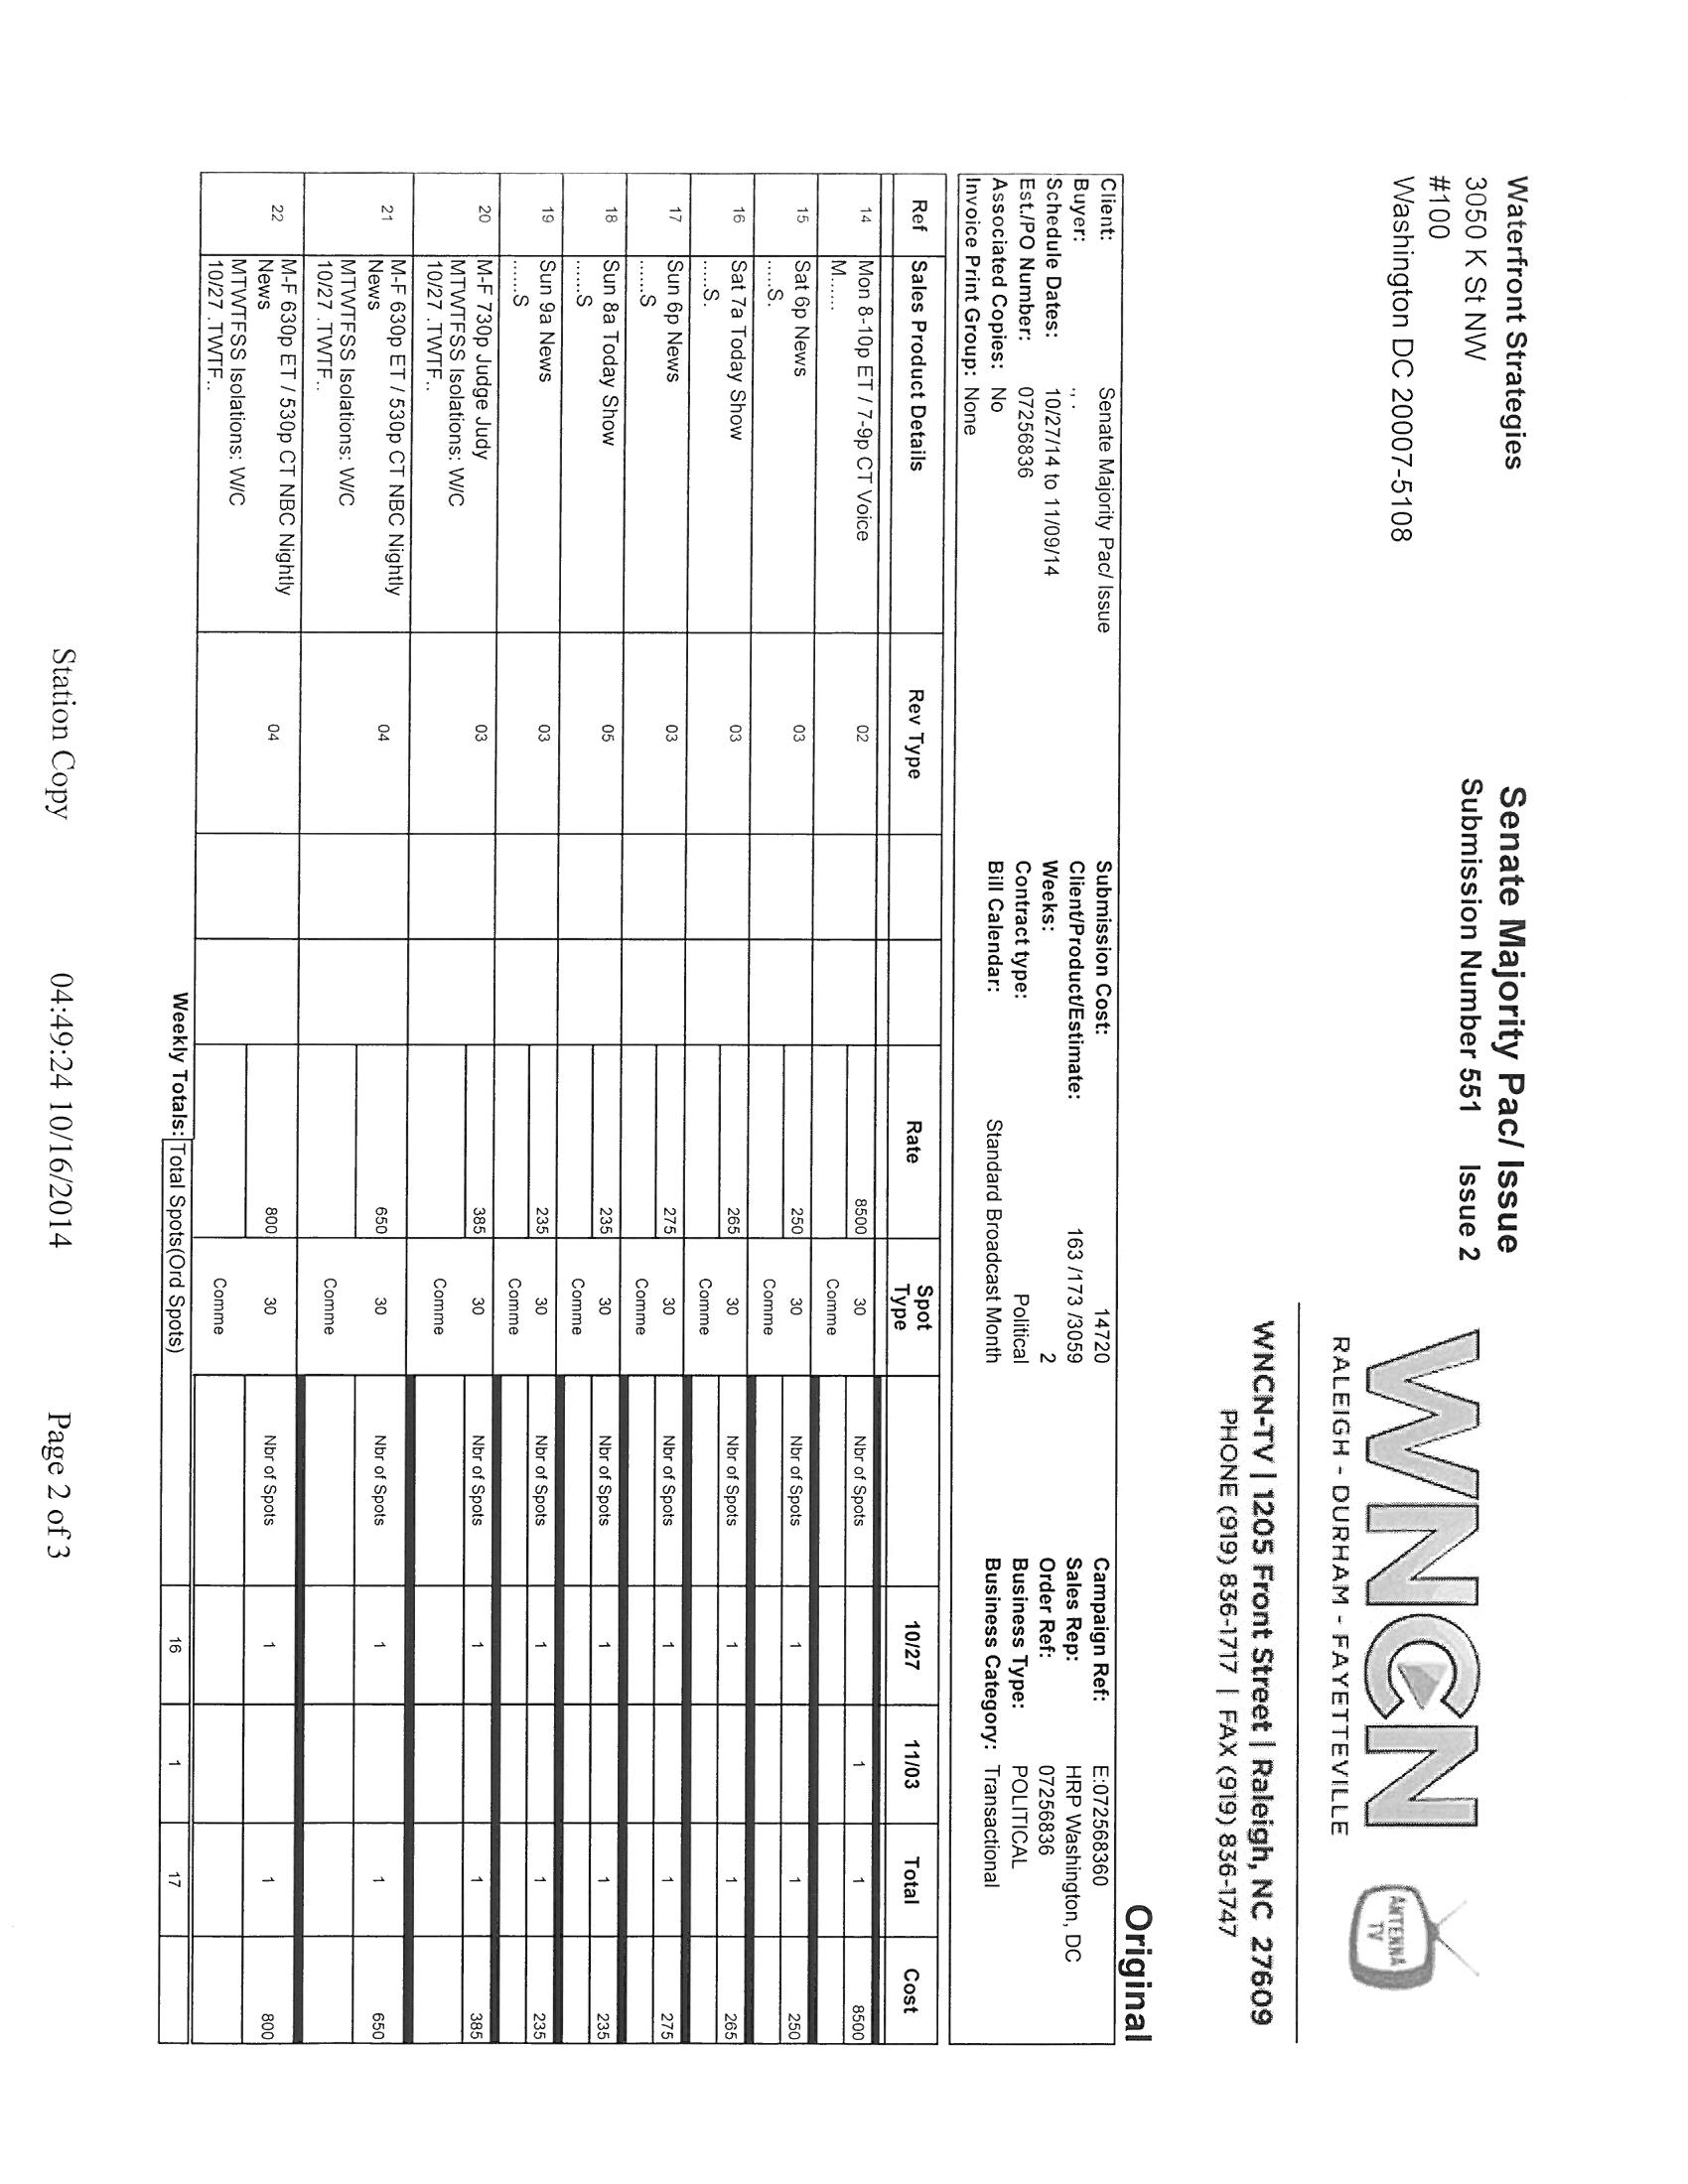 Waterfront Strategies
3050 K St NW
#100
Washington DC 20007-5108
Senate Majority Pac/ Issue
Submission Number 551 Issue 2
WNCN
RALEIGH - DURHAM - FAYETTEVILLE
ANTENNA TV
WNCN-TV | 1205 Front Street | Raleigh, NC 27609
PHONE (919) 836-1717 | FAX (919) 836-1747
Original
Client: Senate Majority Pac/ Issue Submission Cost: 14720 Campaign Ref: E:072568360
Buyer: , . Client/Product/Estimate: 163 /173 /3059 Sales Rep: HRP Washington, DC
Schedule Dates: 10/27/14 to 11/09/14 Weeks: 2 Order Ref: 07256836
Est./PO Number: 07256836 Contract type: Political Business Type: POLITICAL
Associated Copies: No Bill Calendar: Standard Broadcast Month Business Category: Transactional
Invoice Print Group: None
Ref Sales Product Details Rev Type Rate Spot Type 10/27 11/03 Total Cost
14 Mon 8-10p ET / 7-9p CT Voice 02 8500 30 Nbr of Spots 1 1 8500
M...... Comme
15 Sat 6p News 03 250 30 Nbr of Spots 1 1 250
.....S. Comme
16 Sat 7a Today Show 03 265 30 Nbr of Spots 1 1 265
.....S. Comme
17 Sun 6p News 03 275 30 Nbr of Spots 1 1 275
......S Comme
18 Sun 8a Today Show 05 235 30 Nbr of Spots 1 1 235
......S Comme
19 Sun 9a News 03 235 30 Nbr of Spots 1 1 235
......S Comme
20 M-F 730p Judge Judy 03 385 30 Nbr of Spots 1 1 385
MTWTFSS Isolations: W/C Comme
10/27 .TWTF..
21 M-F 630p ET / 530p CT NBC Nightly 04 650 30 Nbr of Spots 1 1 650
News
MTWTFSS Isolations: W/C Comme
10/27 .TWTF..
22 M-F 630p ET / 530p CT NBC Nightly 04 800 30 Nbr of Spots 1 1 800
News
MTWTFSS Isolations: W/C Comme
10/27 .TWTF..
Weekly Totals: Total Spots(Ord Spots) 16 1 17
Station Copy 04:49:24 10/16/2014 Page 2 of 3